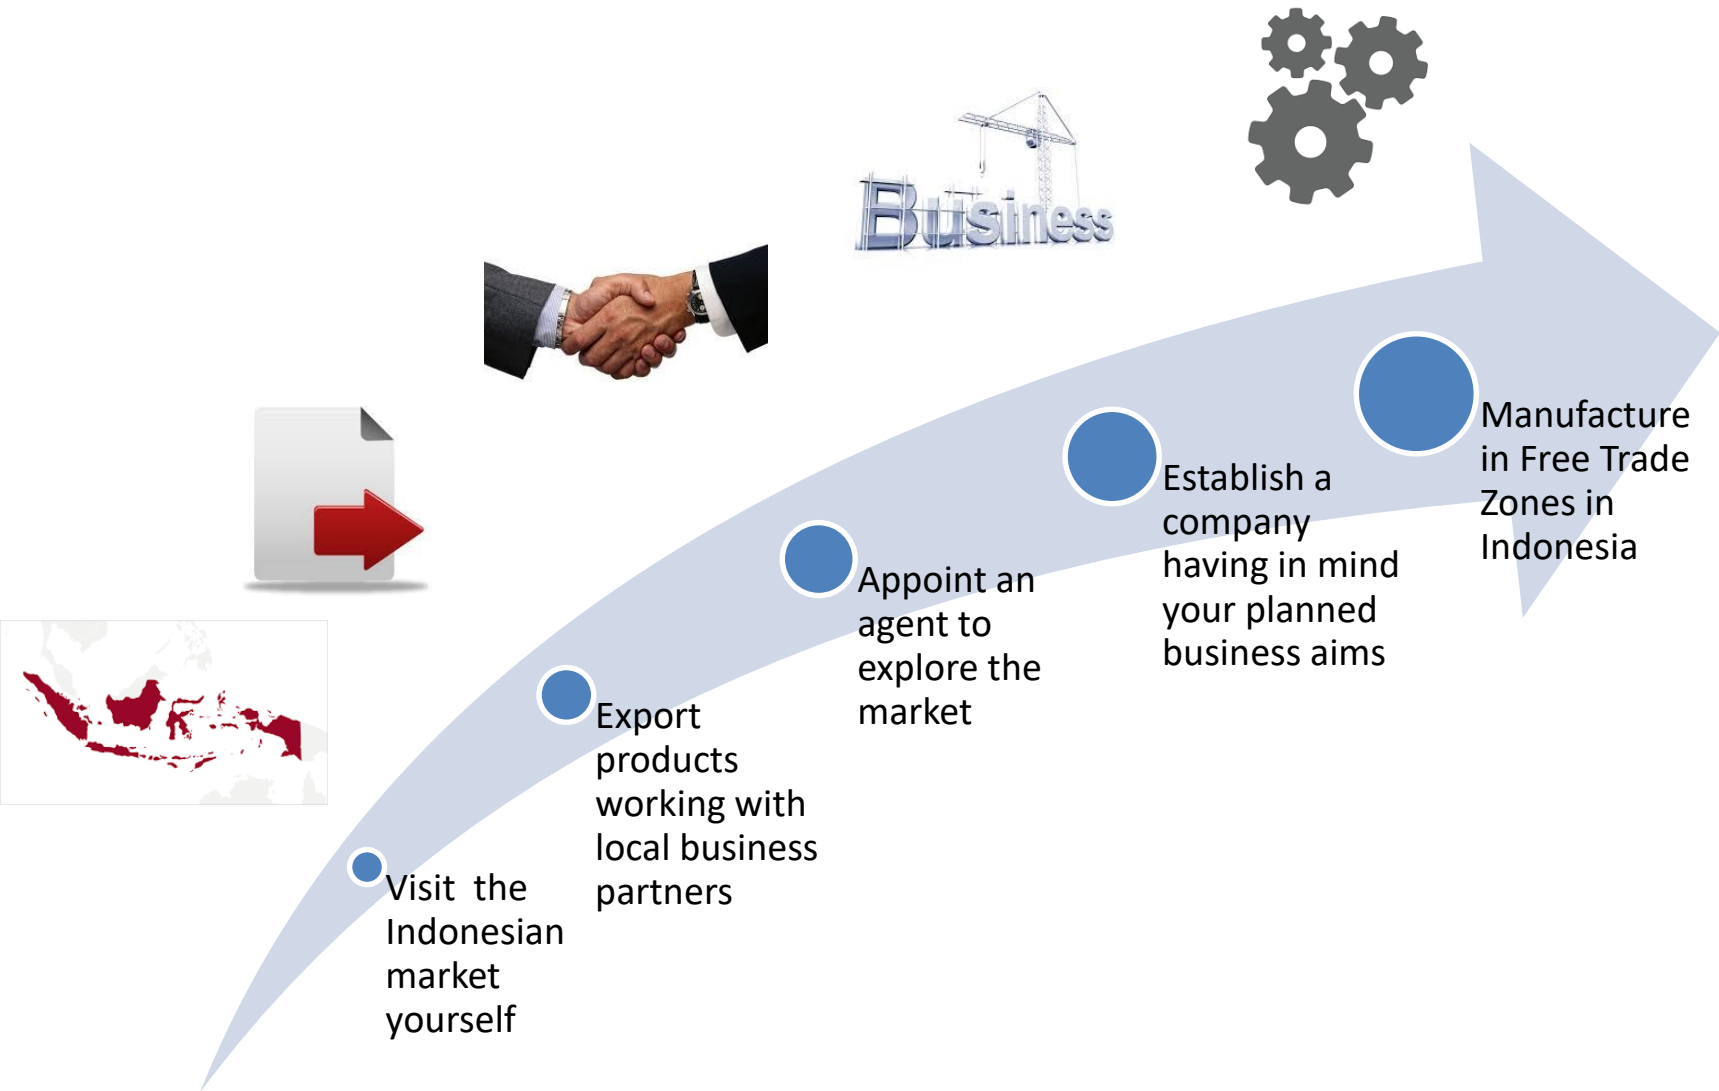 Business
Visit  the
Indonesian
market
yourself
Export
products
working with
local business
partners
Appoint an
agent to
explore the
market
Establish a
company
having in mind
your planned
business aims
Manufacture
in Free Trade
Zones in
Indonesia